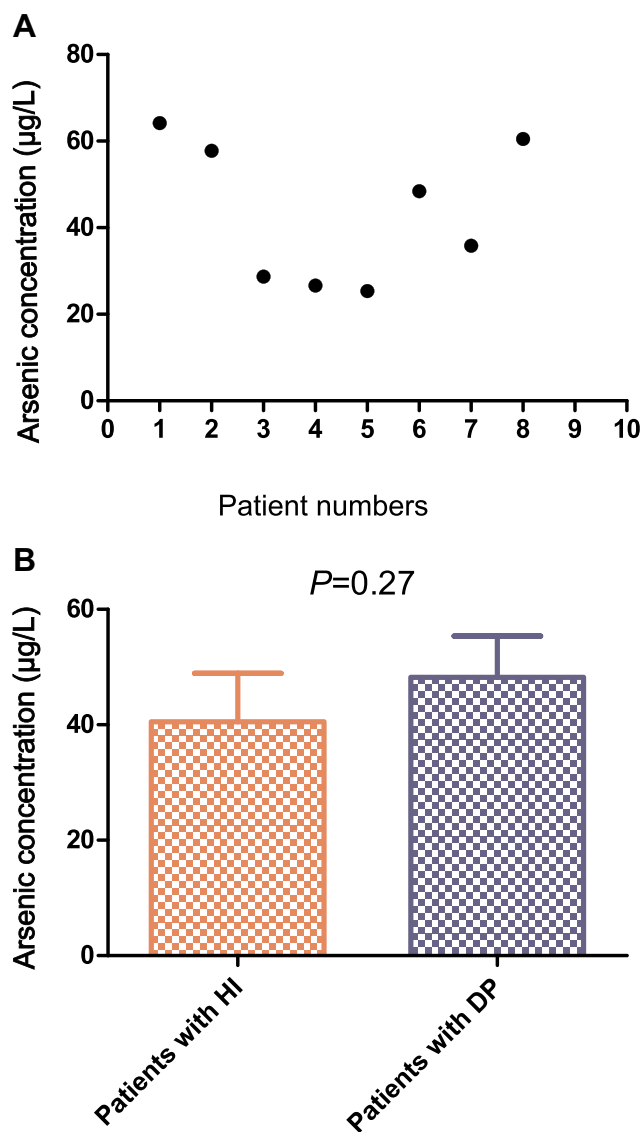 A
Arsenic concentration (µg/L)
80
60
40
20
0
0 1 2 3 4 5 6 7 8 9 10
Patient numbers
B
P=0.27
Arsenic concentration (µg/L)
60
40
20
0
Patients with HI
Patients with DP